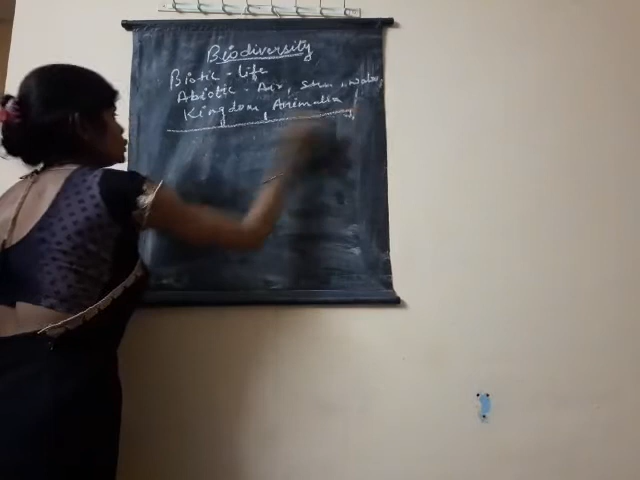 Biodiversity
Biotic - life
Abiotic - Air, sun, water,
Kingdom Animalia